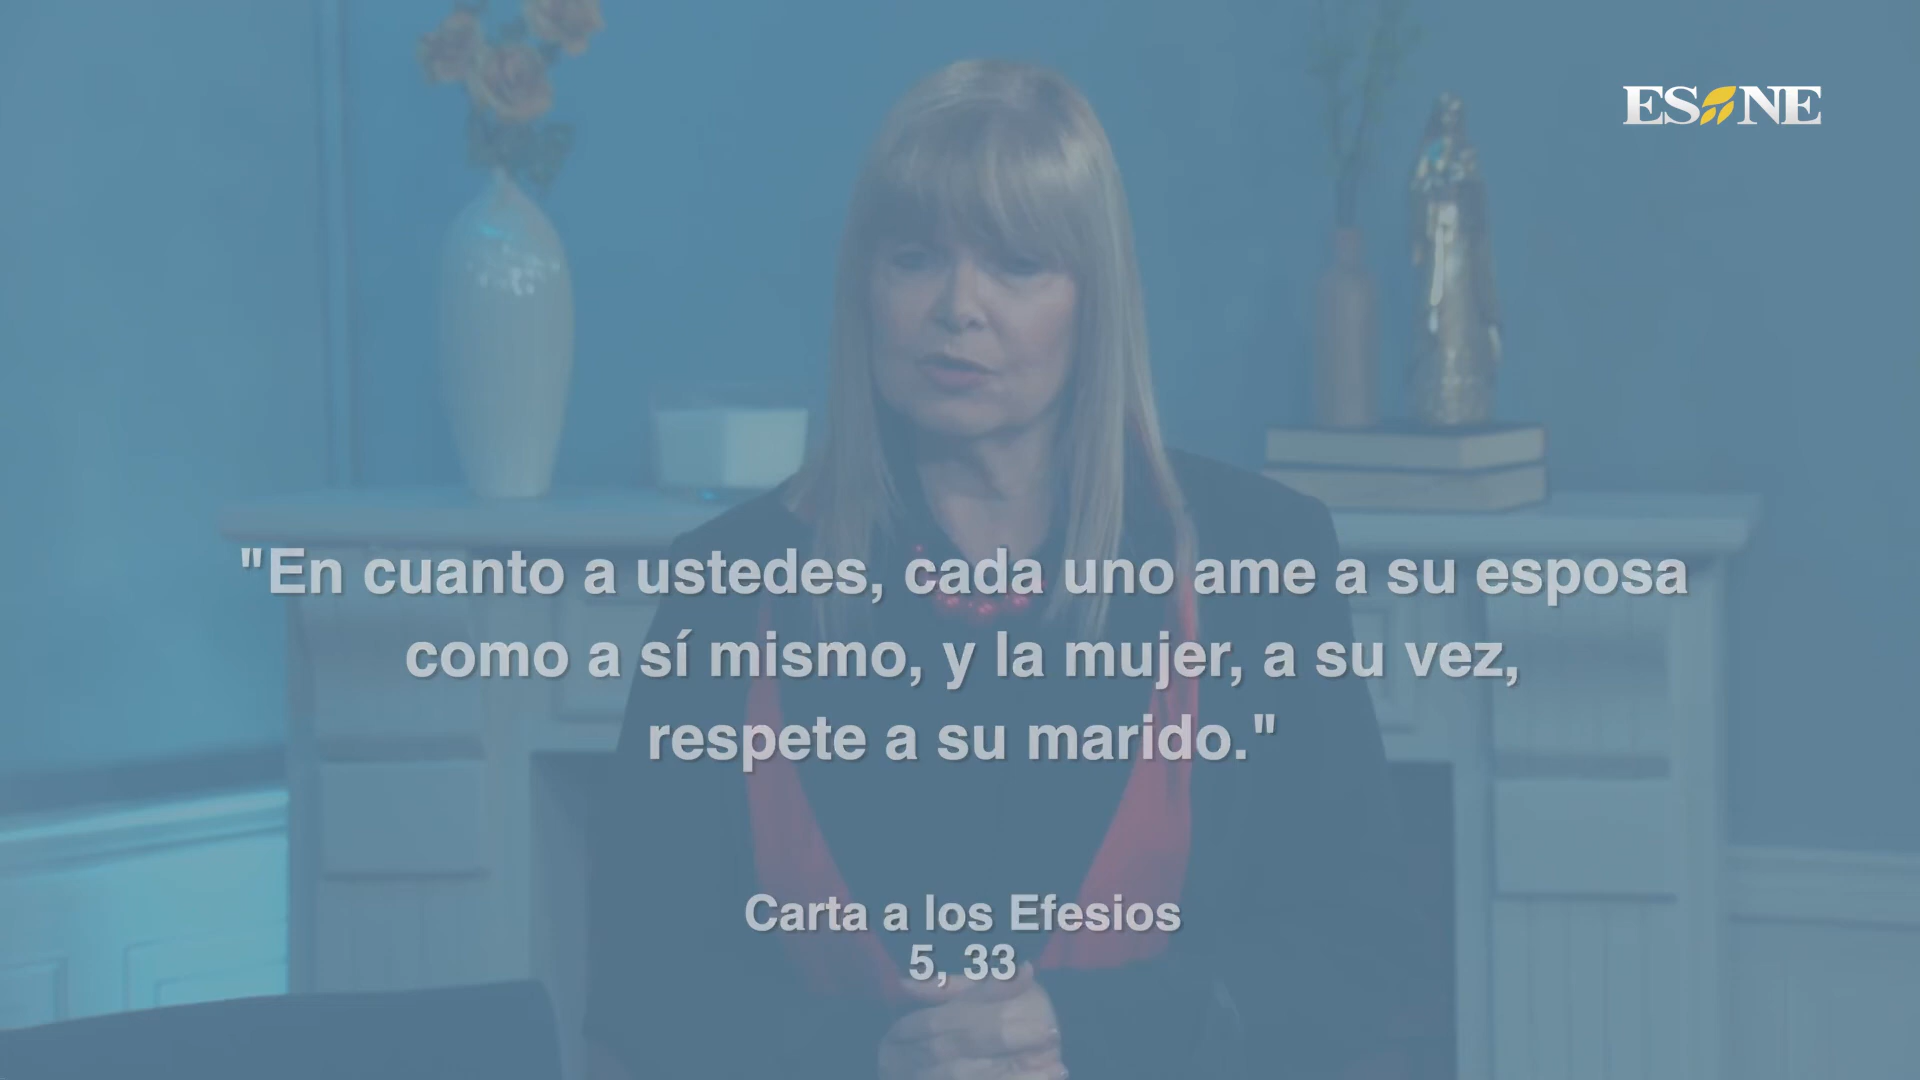 ESNE
"En cuanto a ustedes, cada uno ame a su esposa
como a sí mismo, y la mujer, a su vez,
respete a su marido."
Carta a los Efesios
5, 33